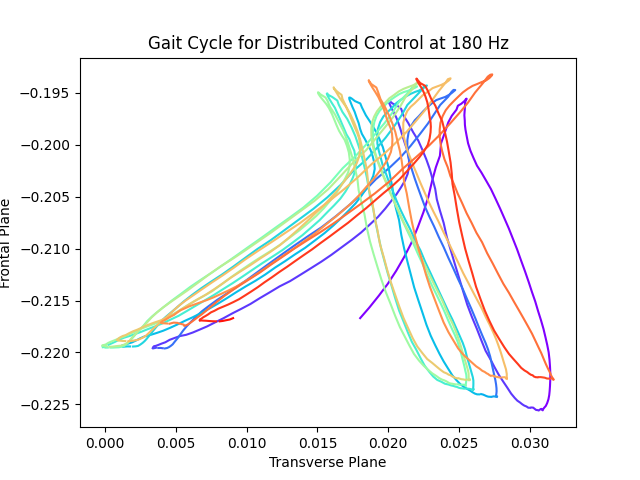 Gait Cycle for Distributed Control at 180 Hz
Frontal Plane
−0.195
−0.200
−0.205
−0.210
−0.215
−0.220
−0.225
0.000 0.005 0.010 0.015 0.020 0.025 0.030
Transverse Plane